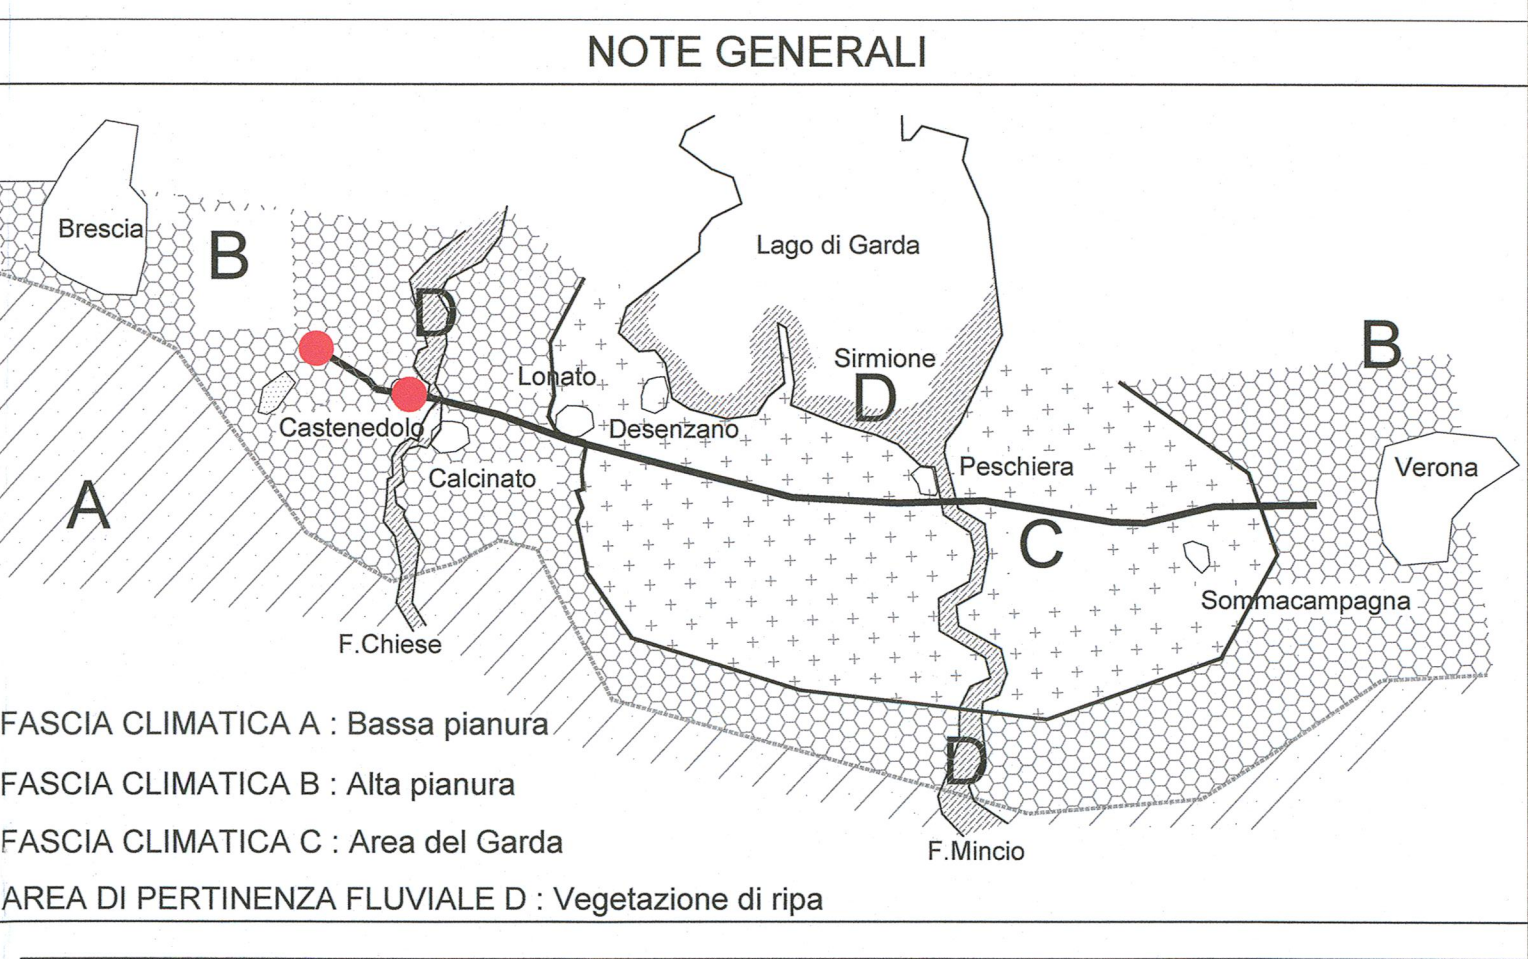 NOTE GENERALI
Brescia
B
Lago di Garda
D
Sirmione
B
Lonato
D
Castenedolo
Desenzano
Calcinato
Peschiera
Verona
A
C
Sommacampagna
F.Chiese
D
F.Mincio
FASCIA CLIMATICA A : Bassa pianura
FASCIA CLIMATICA B : Alta pianura
FASCIA CLIMATICA C : Area del Garda
AREA DI PERTINENZA FLUVIALE D : Vegetazione di ripa